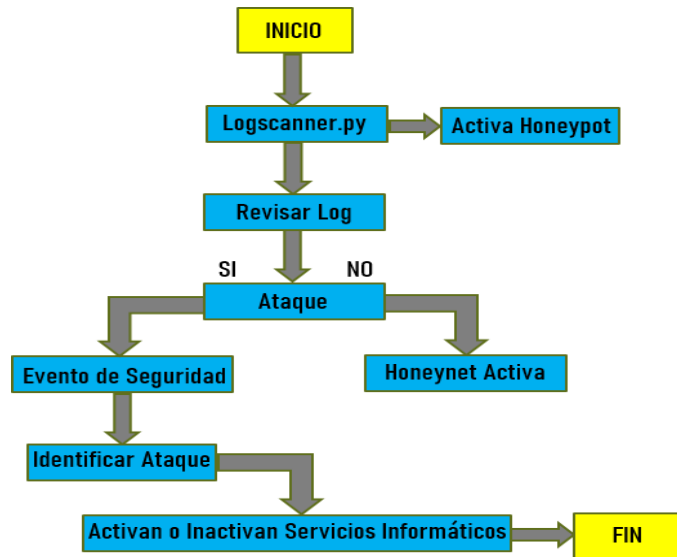 INICIO
Logscanner.py
Activa Honeypot
Revisar Log
SI
NO
Ataque
Evento de Seguridad
Honeynet Activa
Identificar Ataque
Activan o Inactivan Servicios Informáticos
FIN